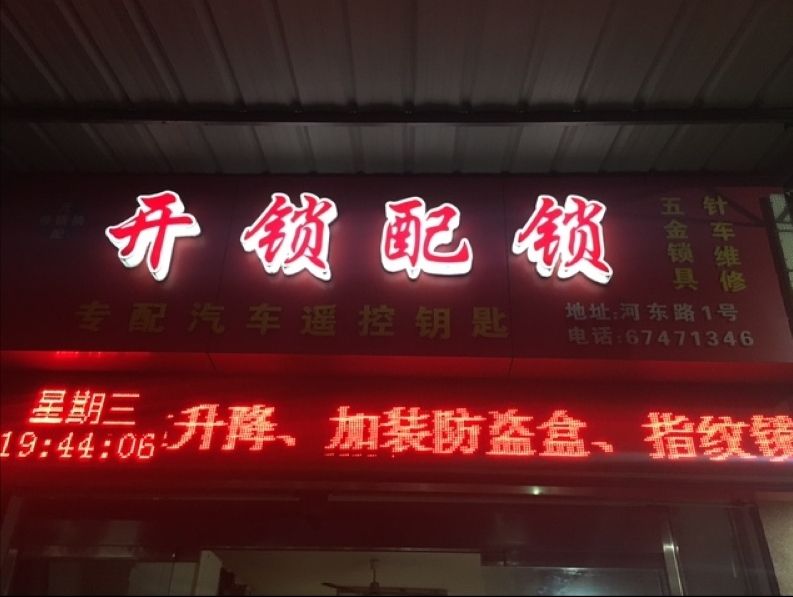 开锁配锁
五金锁具
针车维修
专配汽车遥控钥匙
地址:河东路1号
电话:67471346
星期三
19:44:06
升降、加装防盗盒、指纹锁